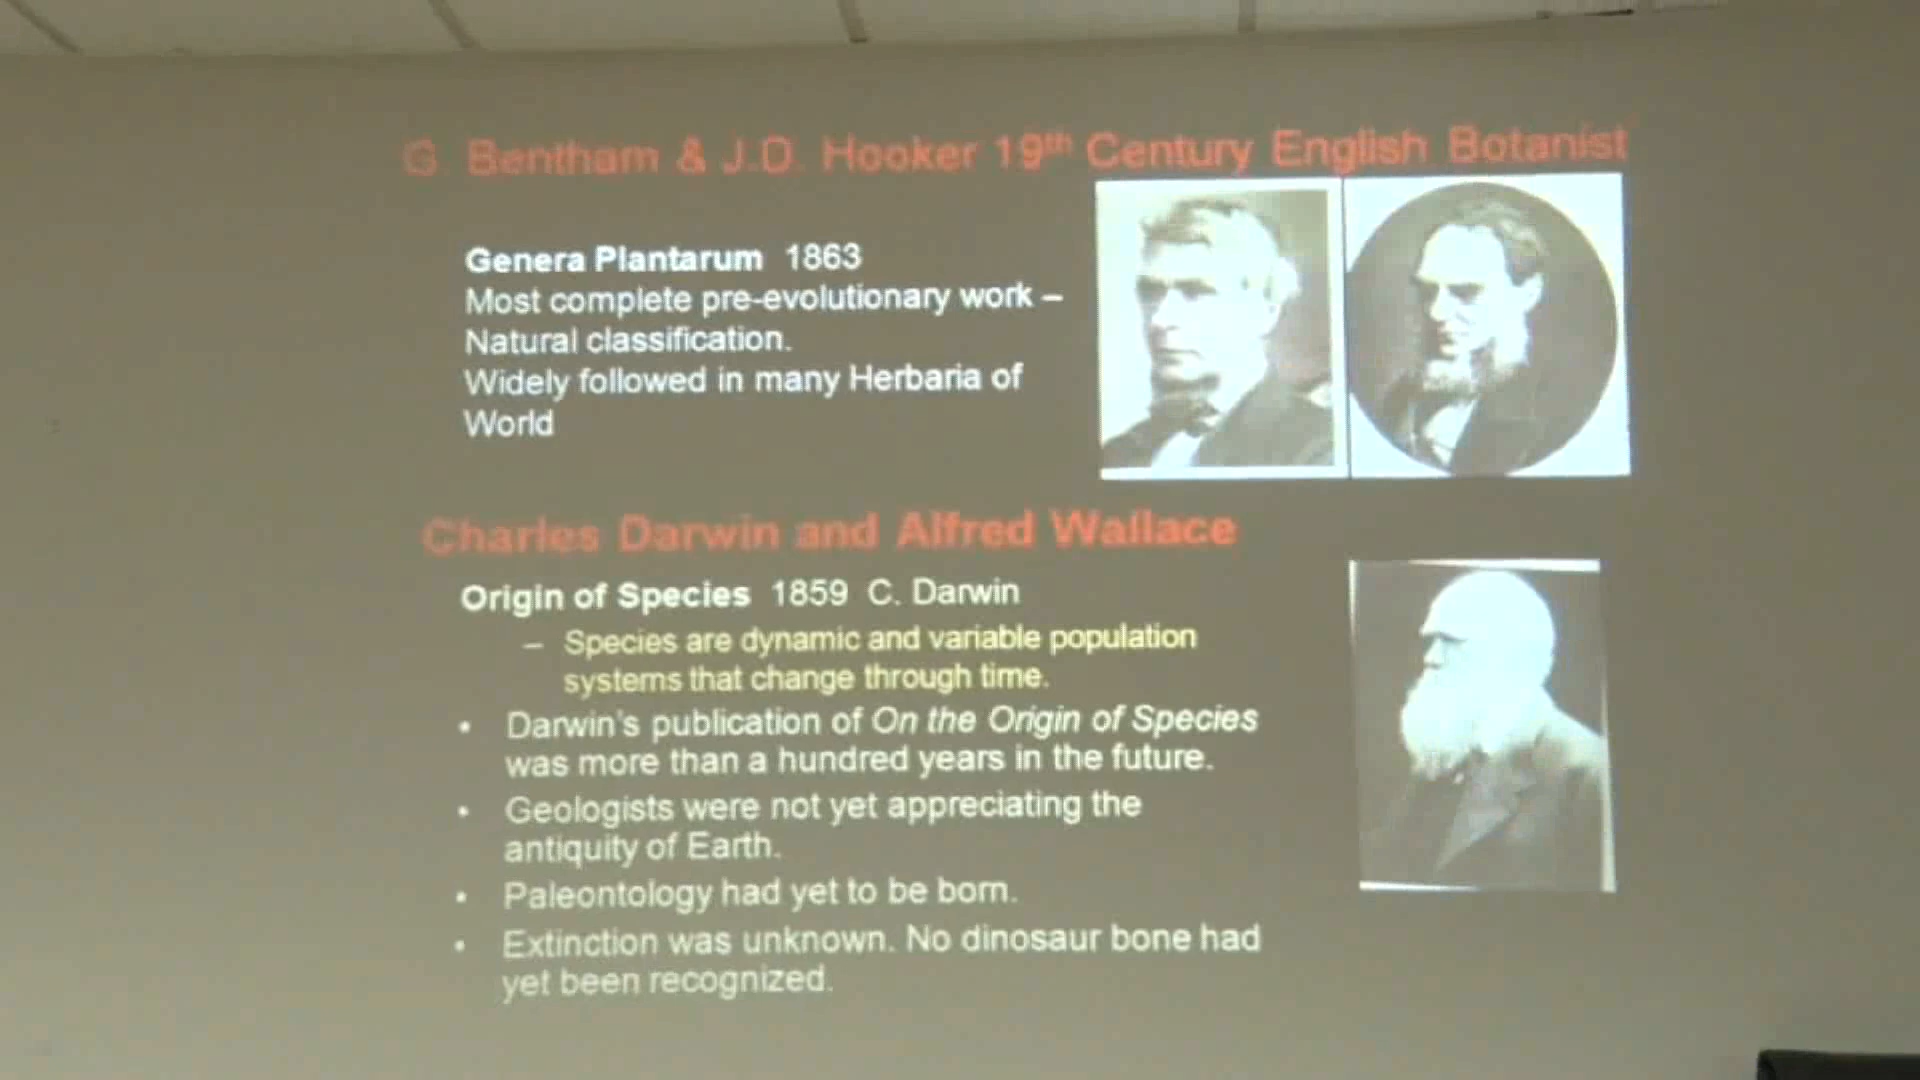 G. Bentham & J.D. Hooker 19th Century English Botanist
Genera Plantarum 1863
Most complete pre-evolutionary work –
Natural classification.
Widely followed in many Herbaria of
World
Charles Darwin and Alfred Wallace
Origin of Species 1859 C. Darwin
– Species are dynamic and variable population
systems that change through time.
• Darwin's publication of On the Origin of Species
was more than a hundred years in the future.
• Geologists were not yet appreciating the
antiquity of Earth.
• Paleontology had yet to be born.
• Extinction was unknown. No dinosaur bone had
yet been recognized.